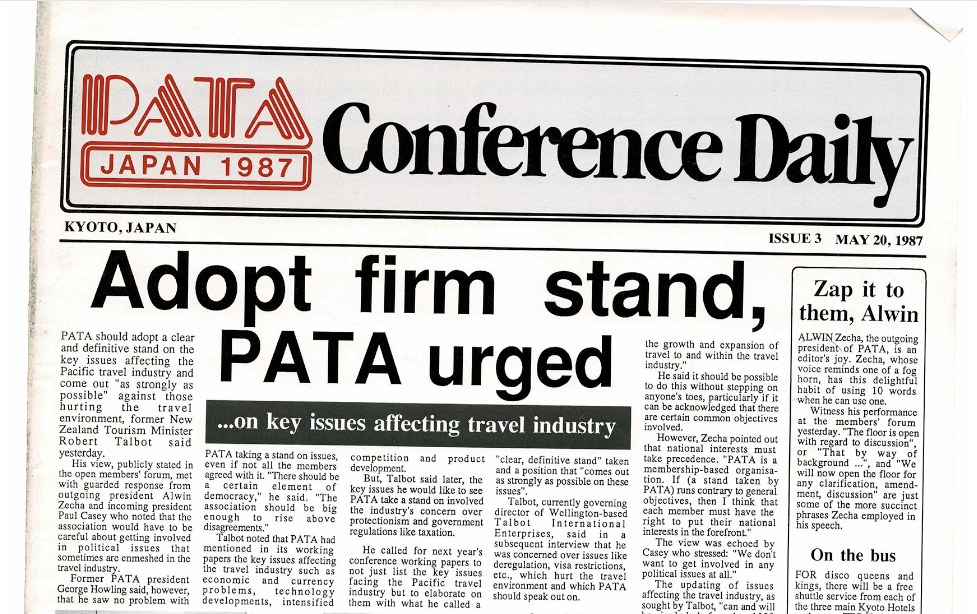 PATA
JAPAN 1987
Conference Daily
KYOTO, JAPAN
ISSUE 3 MAY 20, 1987
Adopt firm stand,
PATA urged
...on key issues affecting travel industry
PATA should adopt a clear
and definitive stand on the
key issues affecting the
Pacific travel industry and
come out "as strongly as
possible" against those
hurting the travel
environment, former New
Zealand Tourism Minister
Robert Talbot said
yesterday.
His view, publicly stated in
the open members' forum, met
with guarded response from
outgoing president Alwin
Zecha and incoming president
Paul Casey who noted that the
association would have to be
careful about getting involved
in political issues that
sometimes are enmeshed in the
travel industry.
Former PATA president
George Howling said, however,
that he saw no problem with
PATA taking a stand on issues,
even if not all the members
agreed with it. "There should be
a certain element of
democracy," he said. "The
association should be big
enough to rise above
disagreements."
Talbot noted that PATA had
mentioned in its working
papers the key issues affecting
the travel industry such as
economic and currency
problems, technology
developments, intensified
competition and product
development.
But, Talbot said later, the
key issues he would like to see
PATA take a stand on involved
the industry's concern over
protectionism and government
regulations like taxation.
He called for next year's
conference working papers to
not just list the key issues
facing the Pacific travel
industry but to elaborate on
them with what he called a
"clear, definitive stand" taken
and a position that "comes out
as strongly as possible on these
issues".
Talbot, currently governing
director of Wellington-based
Talbot International
Enterprises, said in a
subsequent interview that he
was concerned over issues like
deregulation, visa restrictions,
etc., which hurt the travel
environment and which PATA
should speak out on.
the growth and expansion of
travel to and within the travel
industry."
He said it should be possible
to do this without stepping on
anyone's toes, particularly if it
can be acknowledged that there
are certain common objectives
involved.
However, Zecha pointed out
that national interests must
take precedence. "PATA is a
membership-based organisa-
tion. If (a stand taken by
PATA) runs contrary to general
objectives, then I think that
each member must have the
right to put their national
interests in the forefront."
The view was echoed by
Casey who stressed: "We don't
want to get involved in any
political issues at all."
The updating of issues
affecting the travel industry, as
sought by Talbot, "can and will
Zap it to
them, Alwin
ALWIN Zecha, the outgoing
president of PATA, is an
editor's joy. Zecha, whose
voice reminds one of a fog
horn, has this delightful
habit of using 10 words
when he can use one.
Witness his performance
at the members' forum
yesterday. "The floor is open
with regard to discussion",
or "That by way of
background ...", and "We
will now open the floor for
any clarification, amend-
ment, discussion" are just
some of the more succinct
phrases Zecha employed in
his speech.
On the bus
FOR disco queens and
kings, there will be a free
shuttle service from each of
the three main Kyoto Hotels